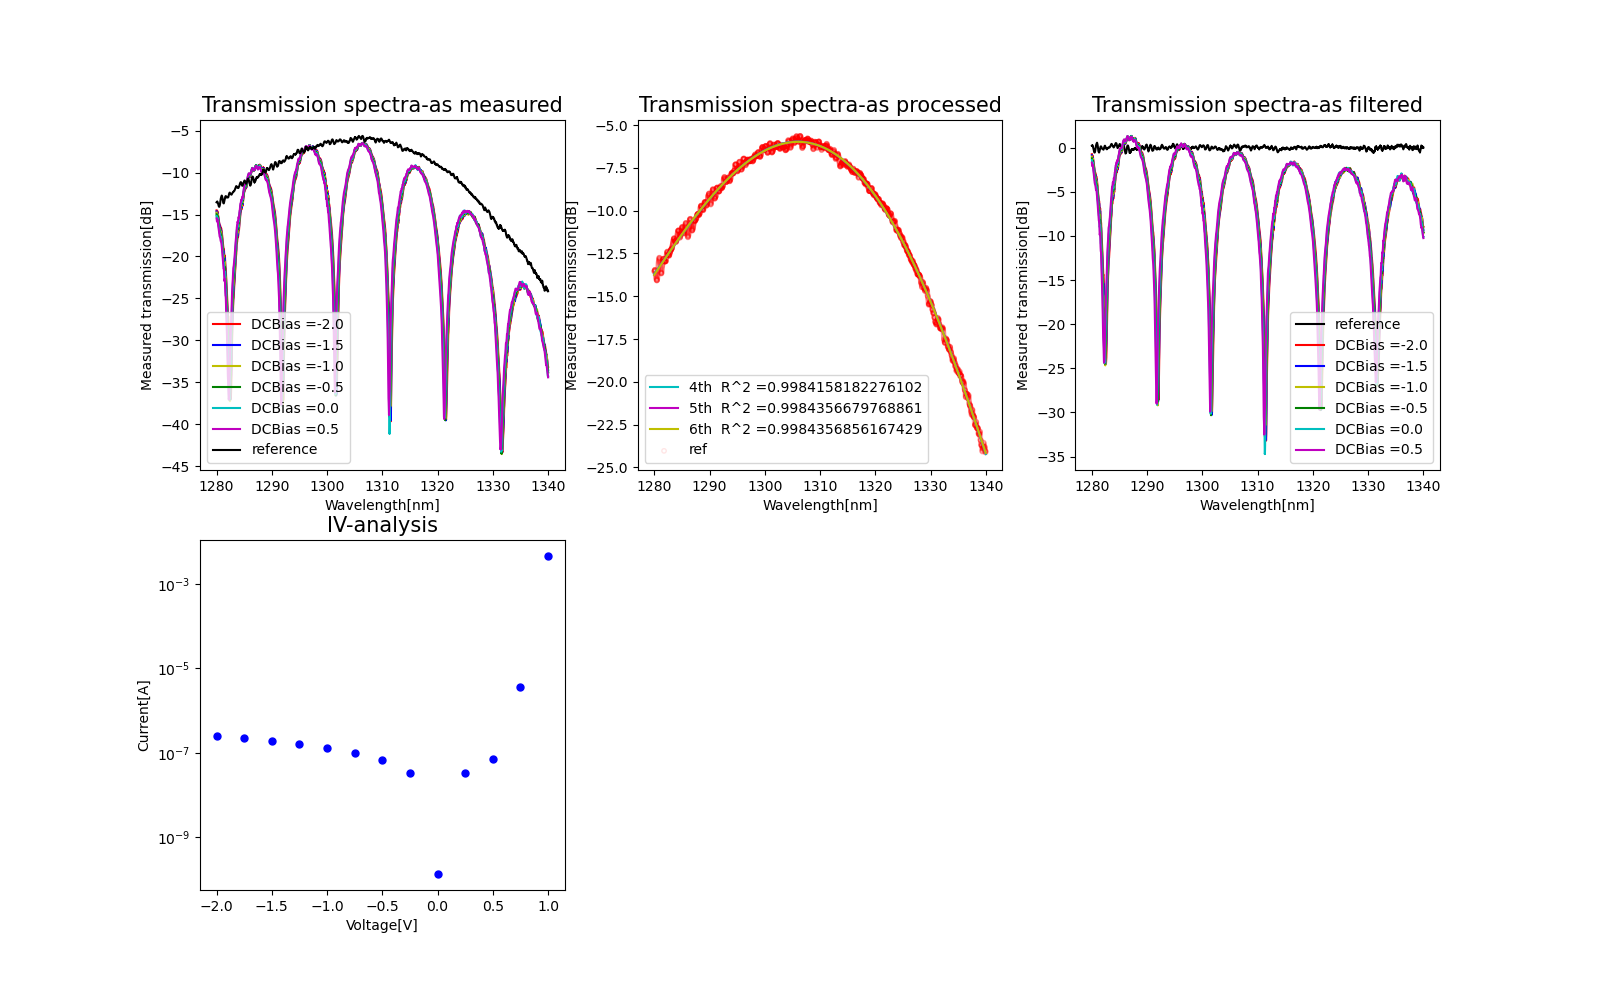 Transmission spectra-as measured
Measured transmission[dB]
−5
−10
−15
−20
−25
−30
−35
−40
−45
DCBias =-2.0
DCBias =-1.5
DCBias =-1.0
DCBias =-0.5
DCBias =0.0
DCBias =0.5
reference
1280 1290 1300 1310 1320 1330 1340
Wavelength[nm]
Transmission spectra-as processed
Measured transmission[dB]
−5.0
−7.5
−10.0
−12.5
−15.0
−17.5
−20.0
−22.5
−25.0
4th R^2 =0.9984158182276102
5th R^2 =0.9984356679768861
6th R^2 =0.9984356856167429
ref
1280 1290 1300 1310 1320 1330 1340
Wavelength[nm]
Transmission spectra-as filtered
Measured transmission[dB]
0
−5
−10
−15
−20
−25
−30
−35
reference
DCBias =-2.0
DCBias =-1.5
DCBias =-1.0
DCBias =-0.5
DCBias =0.0
DCBias =0.5
1280 1290 1300 1310 1320 1330 1340
Wavelength[nm]
IV-analysis
Current[A]
10⁻³
10⁻⁵
10⁻⁷
10⁻⁹
−2.0 −1.5 −1.0 −0.5 0.0 0.5 1.0
Voltage[V]